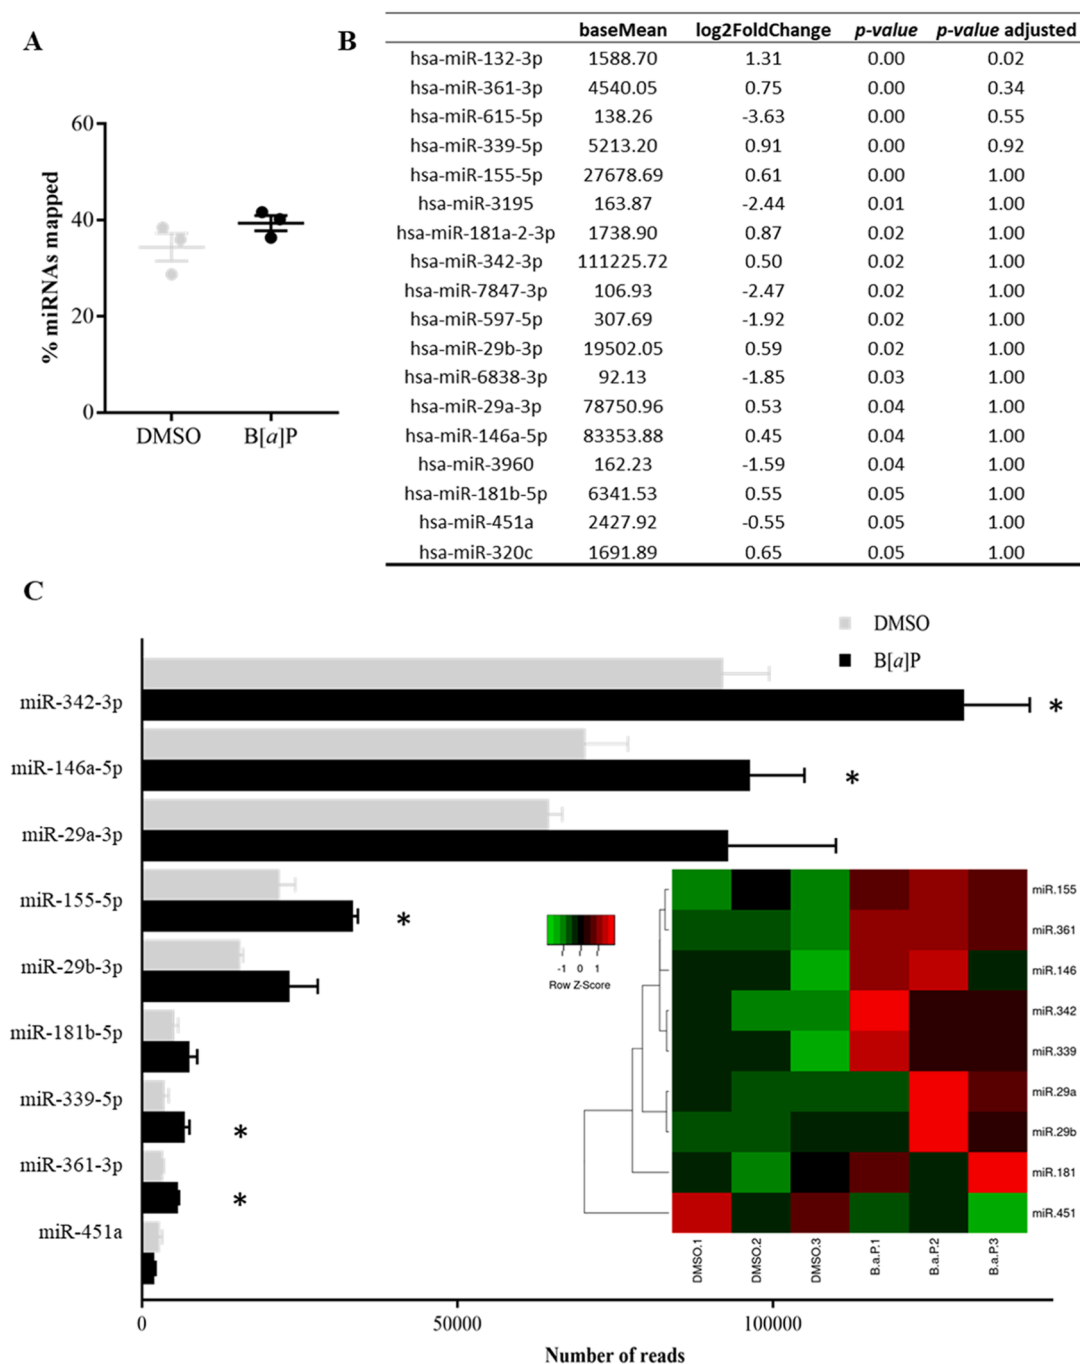 A
B
60
40
20
0
% miRNAs mapped
DMSO
B[a]P
baseMean log2FoldChange p-value p-value adjusted
hsa-miR-132-3p 1588.70 1.31 0.00 0.02
hsa-miR-361-3p 4540.05 0.75 0.00 0.34
hsa-miR-615-5p 138.26 -3.63 0.00 0.55
hsa-miR-339-5p 5213.20 0.91 0.00 0.92
hsa-miR-155-5p 27678.69 0.61 0.00 1.00
hsa-miR-3195 163.87 -2.44 0.01 1.00
hsa-miR-181a-2-3p 1738.90 0.87 0.02 1.00
hsa-miR-342-3p 111225.72 0.50 0.02 1.00
hsa-miR-7847-3p 106.93 -2.47 0.02 1.00
hsa-miR-597-5p 307.69 -1.92 0.02 1.00
hsa-miR-29b-3p 19502.05 0.59 0.02 1.00
hsa-miR-6838-3p 92.13 -1.85 0.03 1.00
hsa-miR-29a-3p 78750.96 0.53 0.04 1.00
hsa-miR-146a-5p 83353.88 0.45 0.04 1.00
hsa-miR-3960 162.23 -1.59 0.04 1.00
hsa-miR-181b-5p 6341.53 0.55 0.05 1.00
hsa-miR-451a 2427.92 -0.55 0.05 1.00
hsa-miR-320c 1691.89 0.65 0.05 1.00
C
DMSO
B[a]P
miR-342-3p *
miR-146a-5p *
miR-29a-3p
miR-155-5p *
miR-29b-3p
miR-181b-5p
miR-339-5p *
miR-361-3p *
miR-451a
0 50000 100000
Number of reads
-1 0 1
Row Z-Score
miR.155
miR.361
miR.146
miR.342
miR.339
miR.29a
miR.29b
miR.181
miR.451
DMSO.1
DMSO.2
DMSO.3
B.a.P.1
B.a.P.2
B.a.P.3